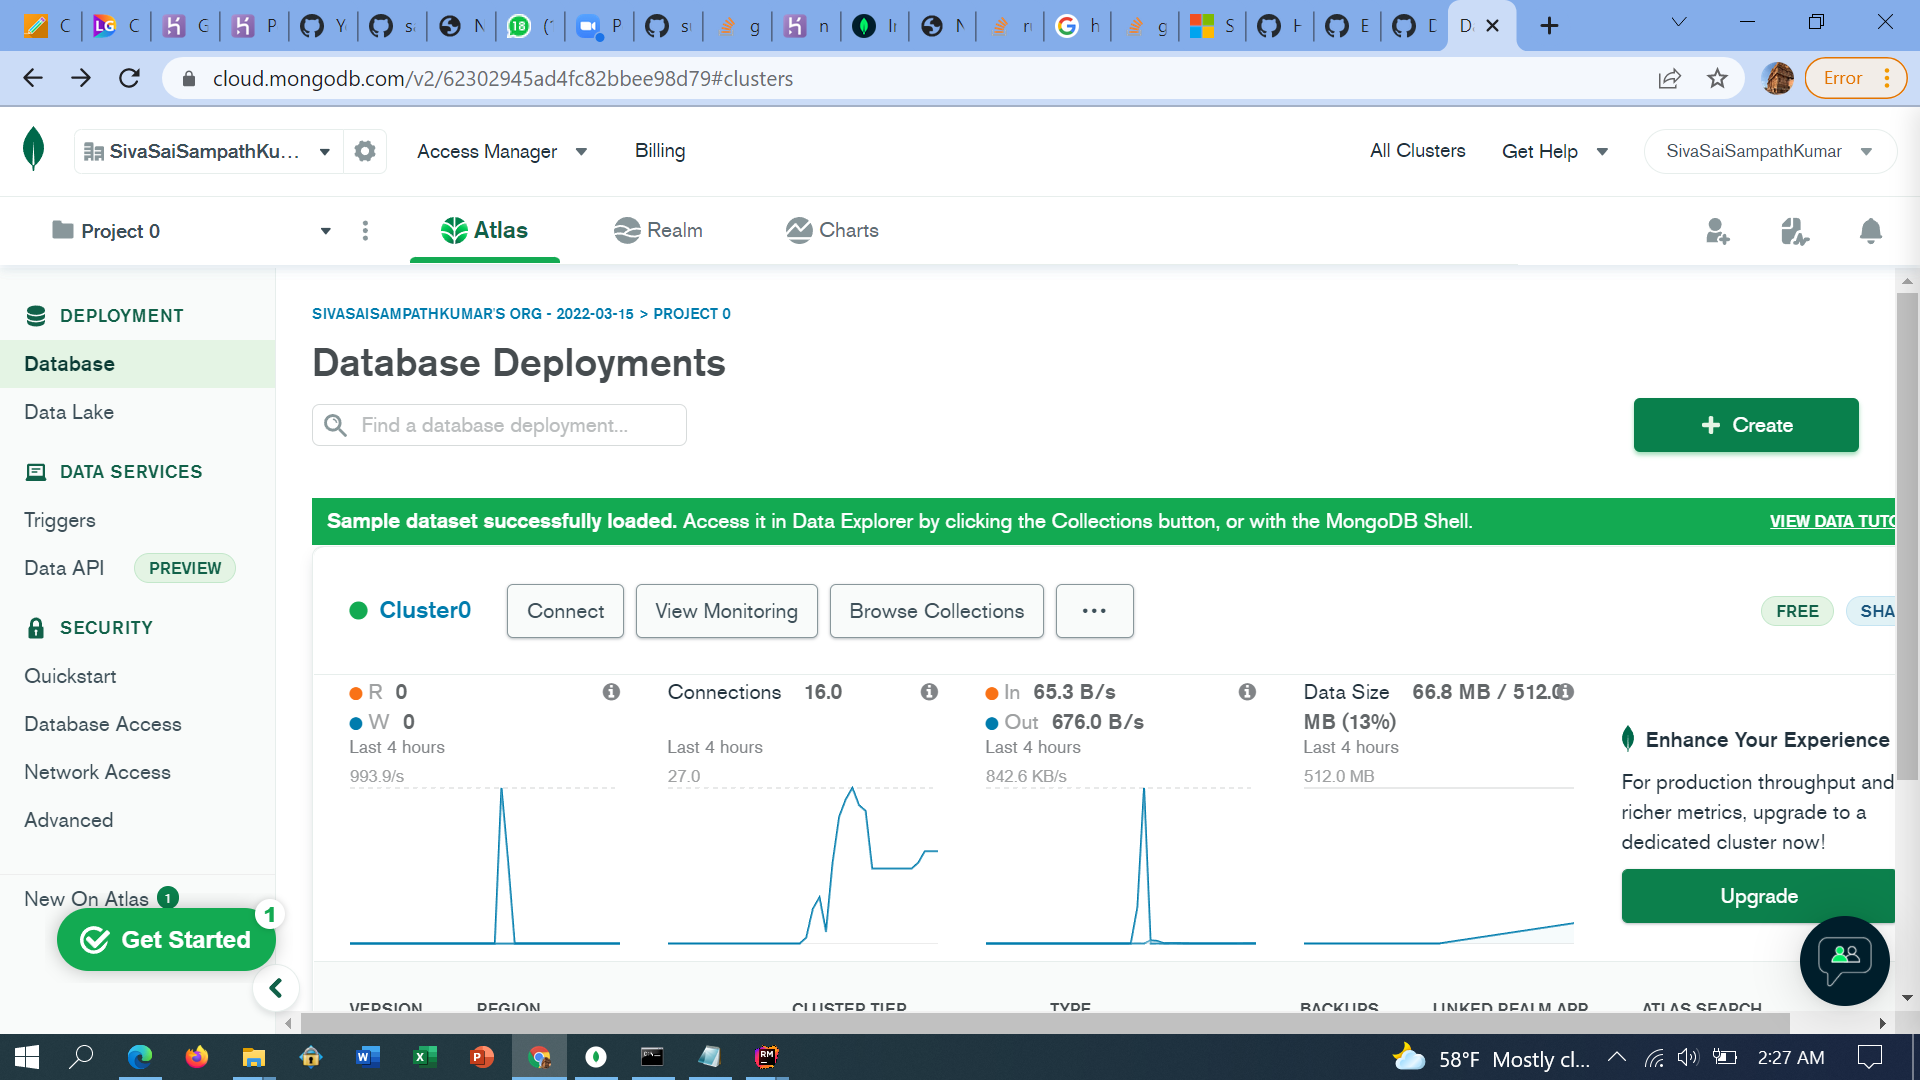 cloud.mongodb.com/v2/62302945ad4fc82bbee98d79#clusters
Error
SivaSaiSampathKu...
Access Manager
Billing
All Clusters
Get Help
SivaSaiSampathKumar
Project 0
Atlas
Realm
Charts
DEPLOYMENT
Database
Data Lake
DATA SERVICES
Triggers
Data API PREVIEW
SECURITY
Quickstart
Database Access
Network Access
Advanced
New On Atlas 1
Get Started 1
SIVASAISAMPATHKUMAR'S ORG - 2022-03-15 > PROJECT 0
Database Deployments
Find a database deployment...
+ Create
Sample dataset successfully loaded. Access it in Data Explorer by clicking the Collections button, or with the MongoDB Shell.
VIEW DATA TUTO
Cluster0
Connect
View Monitoring
Browse Collections
...
FREE
SHA
R 0
W 0
Last 4 hours
993.9/s
Connections 16.0
Last 4 hours
27.0
In 65.3 B/s
Out 676.0 B/s
Last 4 hours
842.6 KB/s
Data Size 66.8 MB / 512.0
MB (13%)
Last 4 hours
512.0 MB
Enhance Your Experience
For production throughput and
richer metrics, upgrade to a
dedicated cluster now!
Upgrade
VERSION
REGION
CLUSTER TIER
TYPE
BACKUPS
LINKED REALM APP
ATLAS SEARCH
58°F Mostly cl...
2:27 AM